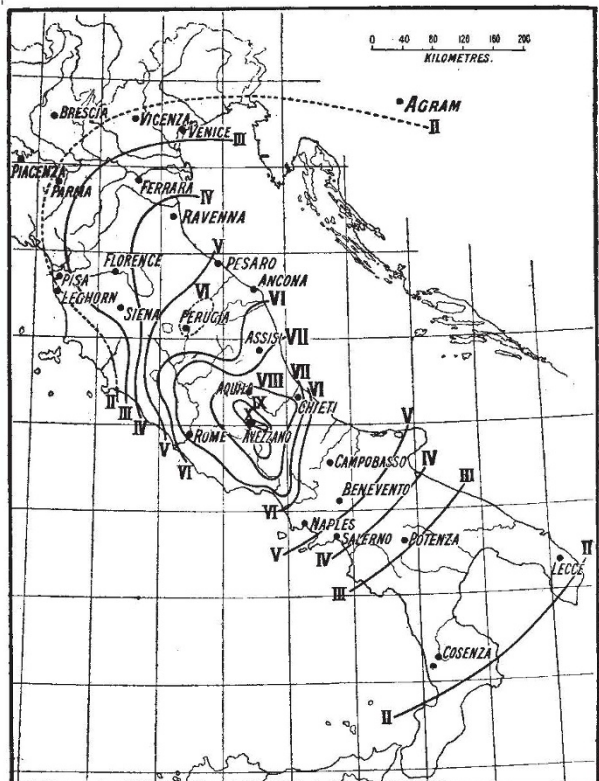 0 40 80 120 160 200
KILOMETRES.
AGRAM
II
BRESCIA
VICENZA
VENICE
III
PIACENZA
PARMA
FERRARA
IV
RAVENNA
V
PESARO
FLORENCE
PISA
LEGHORN
VI
ANCONA
VI
SIENA
PERUGIA
ASSISI
VII
AQUILA
VIII
VII
VI
IX
CHIETI
X
AVEZZANO
II
III
IV
ROME
V
VI
V
CAMPOBASSO
IV
III
BENEVENTO
VI
NAPLES
SALERNO
POTENZA
V
IV
III
II
LECCE
COSENZA
II